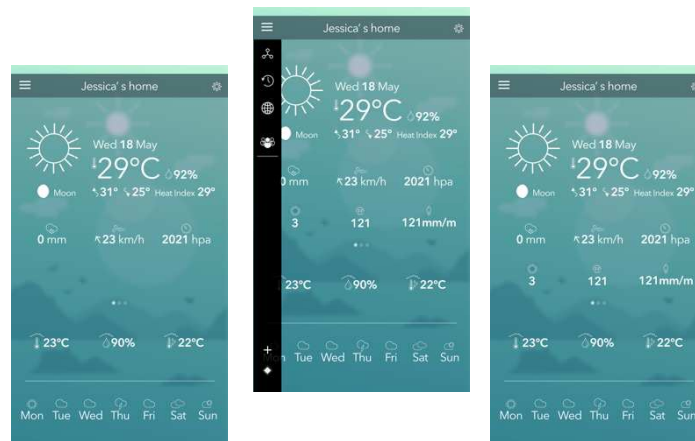 Jessica' s home
Wed 18 May
29°C 92%
Moon 31° 25° Heat Index 29°
0 mm 23 km/h 2021 hpa
23°C 90% 22°C
Mon Tue Wed Thu Fri Sat Sun
Jessica' s home
Wed 18 May
29°C 92%
Moon 31° 25° Heat Index 29°
mm 23 km/h 2021 hpa
3 121 121mm/m
23°C 90% 22°C
Tue Wed Thu Fri Sat Sun
Jessica' s home
Wed 18 May
29°C 92%
Moon 31° 25° Heat Index 29°
0 mm 23 km/h 2021 hpa
3 121 121mm/m
23°C 90% 22°C
Mon Tue Wed Thu Fri Sat Sun